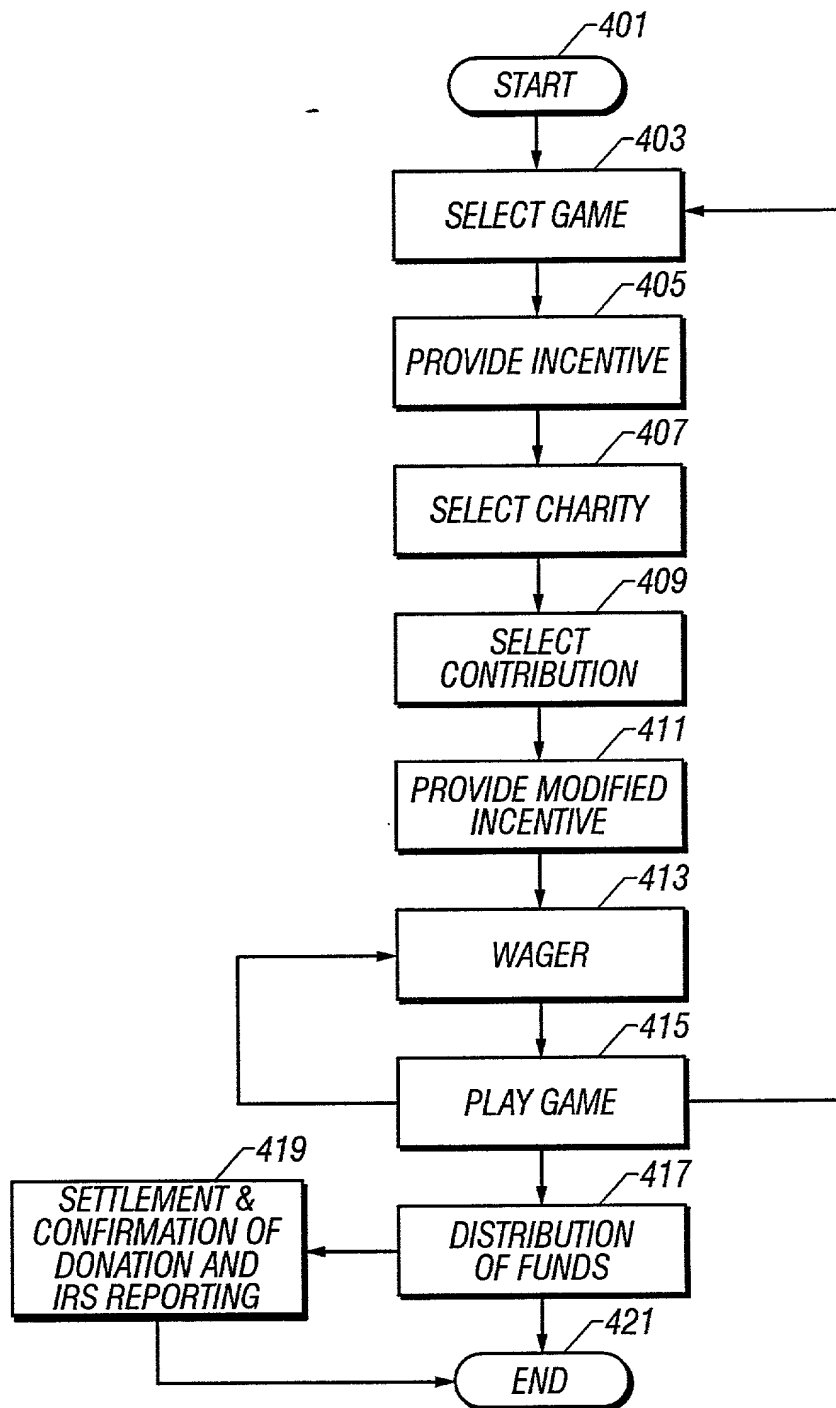 401
START
403
SELECT GAME
405
PROVIDE INCENTIVE
407
SELECT CHARITY
409
SELECT
CONTRIBUTION
411
PROVIDE MODIFIED
INCENTIVE
413
WAGER
415
PLAY GAME
417
DISTRIBUTION
OF FUNDS
419
SETTLEMENT &
CONFIRMATION OF
DONATION AND
IRS REPORTING
421
END